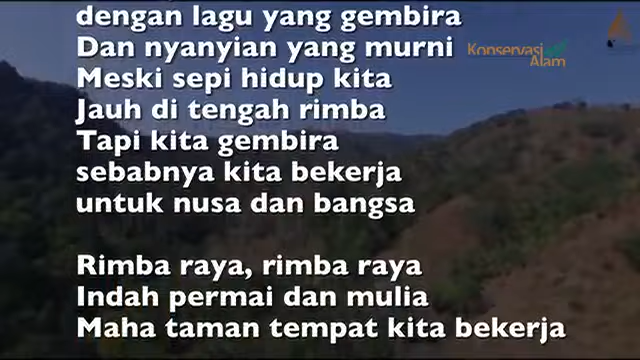 dengan lagu yang gembira
Dan nyanyian yang murni
Konservasi
Alam
Meski sepi hidup kita
Jauh di tengah rimba
Tapi kita gembira
sebabnya kita bekerja
untuk nusa dan bangsa
Rimba raya, rimba raya
Indah permai dan mulia
Maha taman tempat kita bekerja